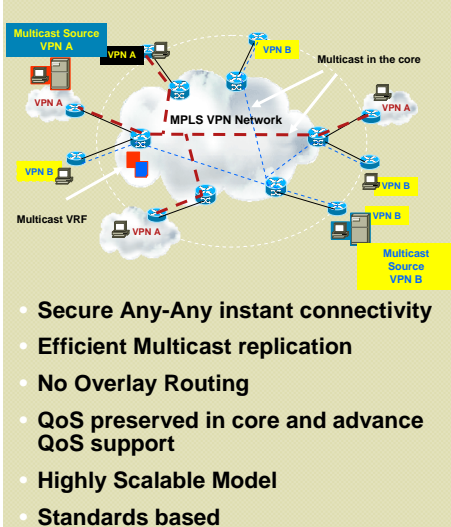 Multicast Source
VPN A
VPN A
VPN B
Multicast in the core
VPN A
MPLS VPN Network
VPN A
VPN B
VPN B
Multicast VRF
VPN A
VPN B
Multicast
Source
VPN B
Secure Any-Any instant connectivity
Efficient Multicast replication
No Overlay Routing
QoS preserved in core and advance
QoS support
Highly Scalable Model
Standards based